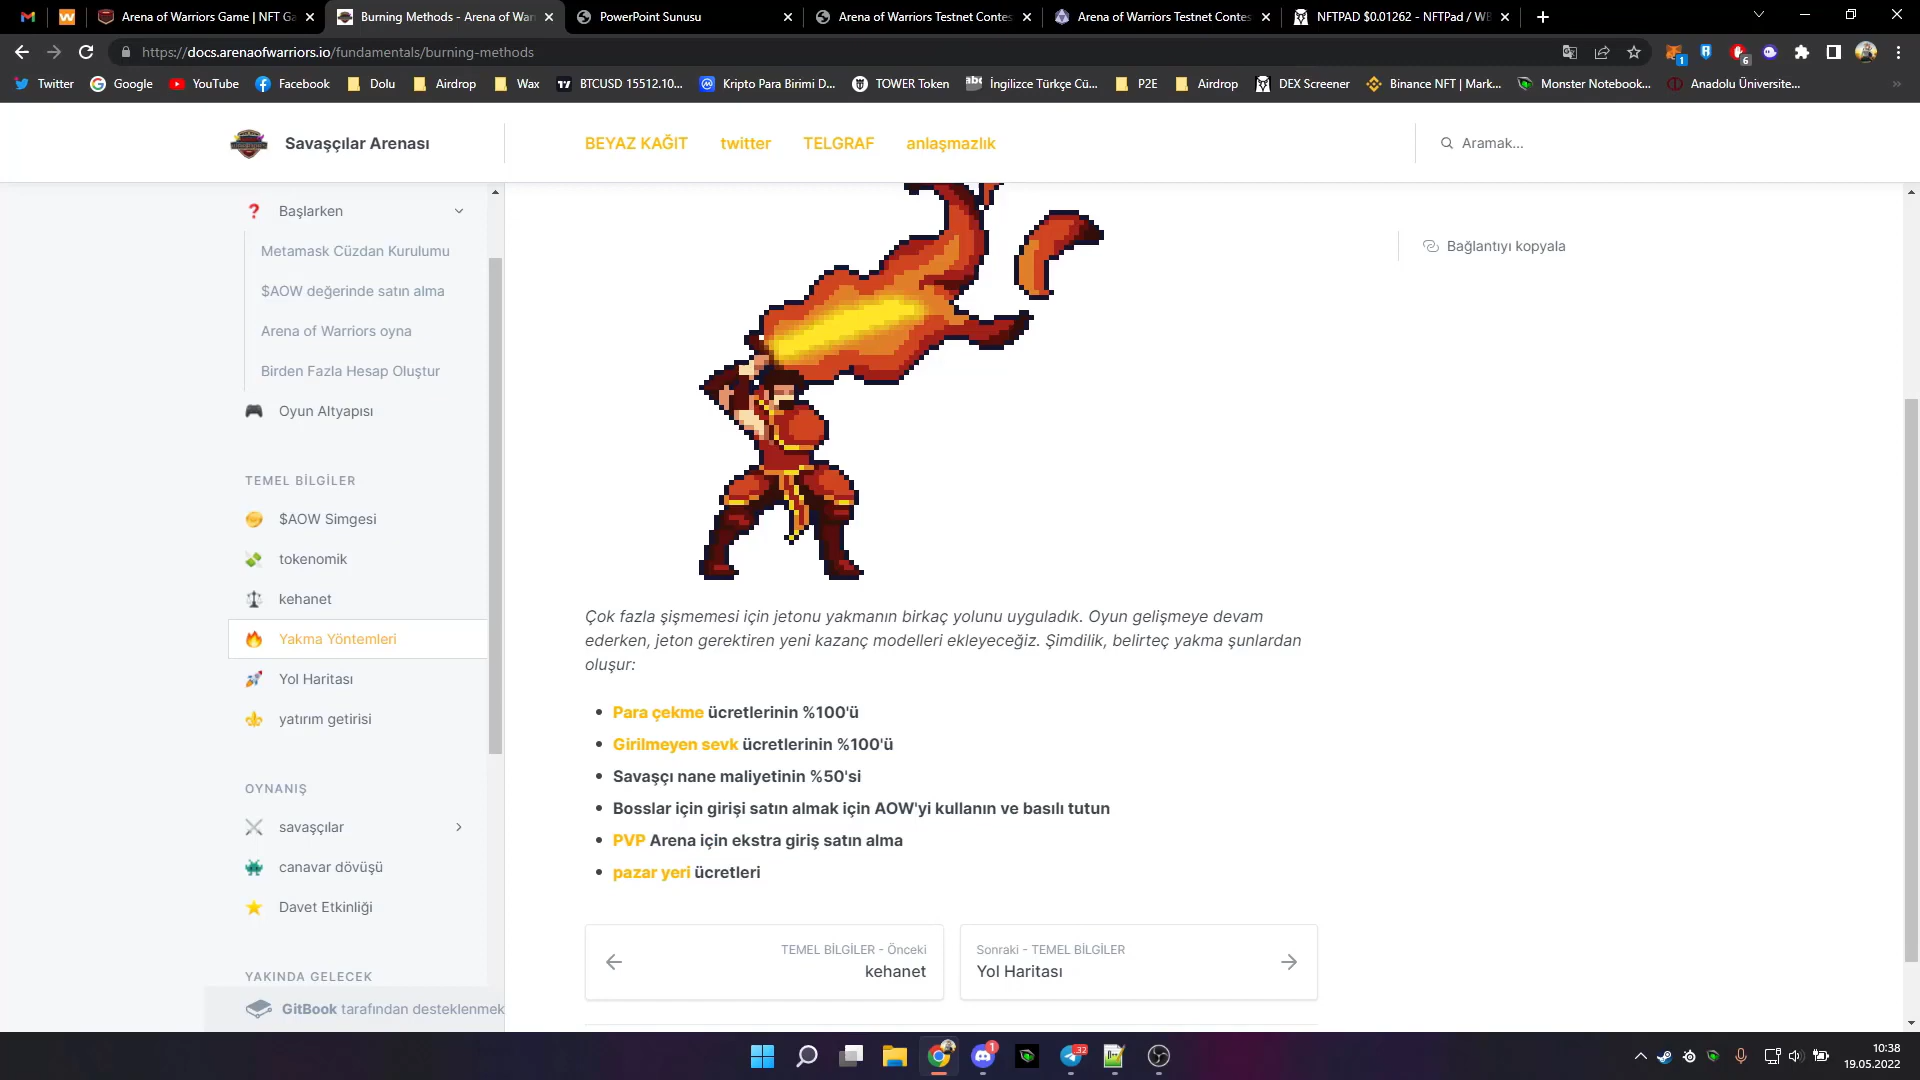 Arena of Warriors Game | NFT Ga
Burning Methods - Arena of War
PowerPoint Sunusu
Arena of Warriors Testnet Contes
Arena of Warriors Testnet Contes
NFTPAD $0.01262 - NFTPad / WB
https://docs.arenaofwarriors.io/fundamentals/burning-methods
1
6
Twitter
Google
YouTube
Facebook
Dolu
Airdrop
Wax
BTCUSD 15512.10...
Kripto Para Birimi D...
TOWER Token
İngilizce Türkçe Cü...
P2E
Airdrop
DEX Screener
Binance NFT | Mark...
Monster Notebook...
Anadolu Üniversite...
Savaşçılar Arenası
BEYAZ KAĞIT
twitter
TELGRAF
anlaşmazlık
Aramak...
Başlarken
Metamask Cüzdan Kurulumu
$AOW değerinde satın alma
Arena of Warriors oyna
Birden Fazla Hesap Oluştur
Oyun Altyapısı
TEMEL BİLGİLER
$AOW Simgesi
tokenomik
kehanet
Yakma Yöntemleri
Yol Haritası
yatırım getirisi
OYNANIŞ
savaşçılar
canavar dövüşü
Davet Etkinliği
YAKINDA GELECEK
GitBook tarafından desteklenmek
Bağlantıyı kopyala
Çok fazla şişmemesi için jetonu yakmanın birkaç yolunu uyguladık. Oyun gelişmeye devam
ederken, jeton gerektiren yeni kazanç modelleri ekleyeceğiz. Şimdilik, belirteç yakma şunlardan
oluşur:
Para çekme ücretlerinin %100'ü
Girilmeyen sevk ücretlerinin %100'ü
Savaşçı nane maliyetinin %50'si
Bosslar için girişi satın almak için AOW'yi kullanın ve basılı tutun
PVP Arena için ekstra giriş satın alma
pazar yeri ücretleri
TEMEL BİLGİLER - Önceki
kehanet
Sonraki - TEMEL BİLGİLER
Yol Haritası
1
32
10:38
19.05.2022